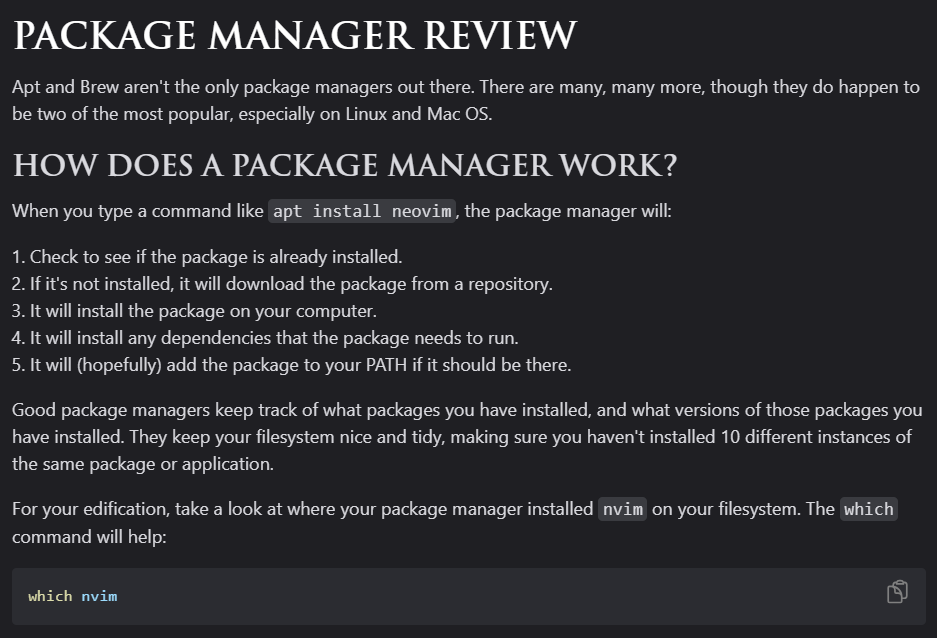 PACKAGE MANAGER REVIEW
Apt and Brew aren't the only package managers out there. There are many, many more, though they do happen to
be two of the most popular, especially on Linux and Mac OS.
HOW DOES A PACKAGE MANAGER WORK?
When you type a command like apt install neovim, the package manager will:
1. Check to see if the package is already installed.
2. If it's not installed, it will download the package from a repository.
3. It will install the package on your computer.
4. It will install any dependencies that the package needs to run.
5. It will (hopefully) add the package to your PATH if it should be there.
Good package managers keep track of what packages you have installed, and what versions of those packages you
have installed. They keep your filesystem nice and tidy, making sure you haven't installed 10 different instances of
the same package or application.
For your edification, take a look at where your package manager installed nvim on your filesystem. The which
command will help:
which nvim